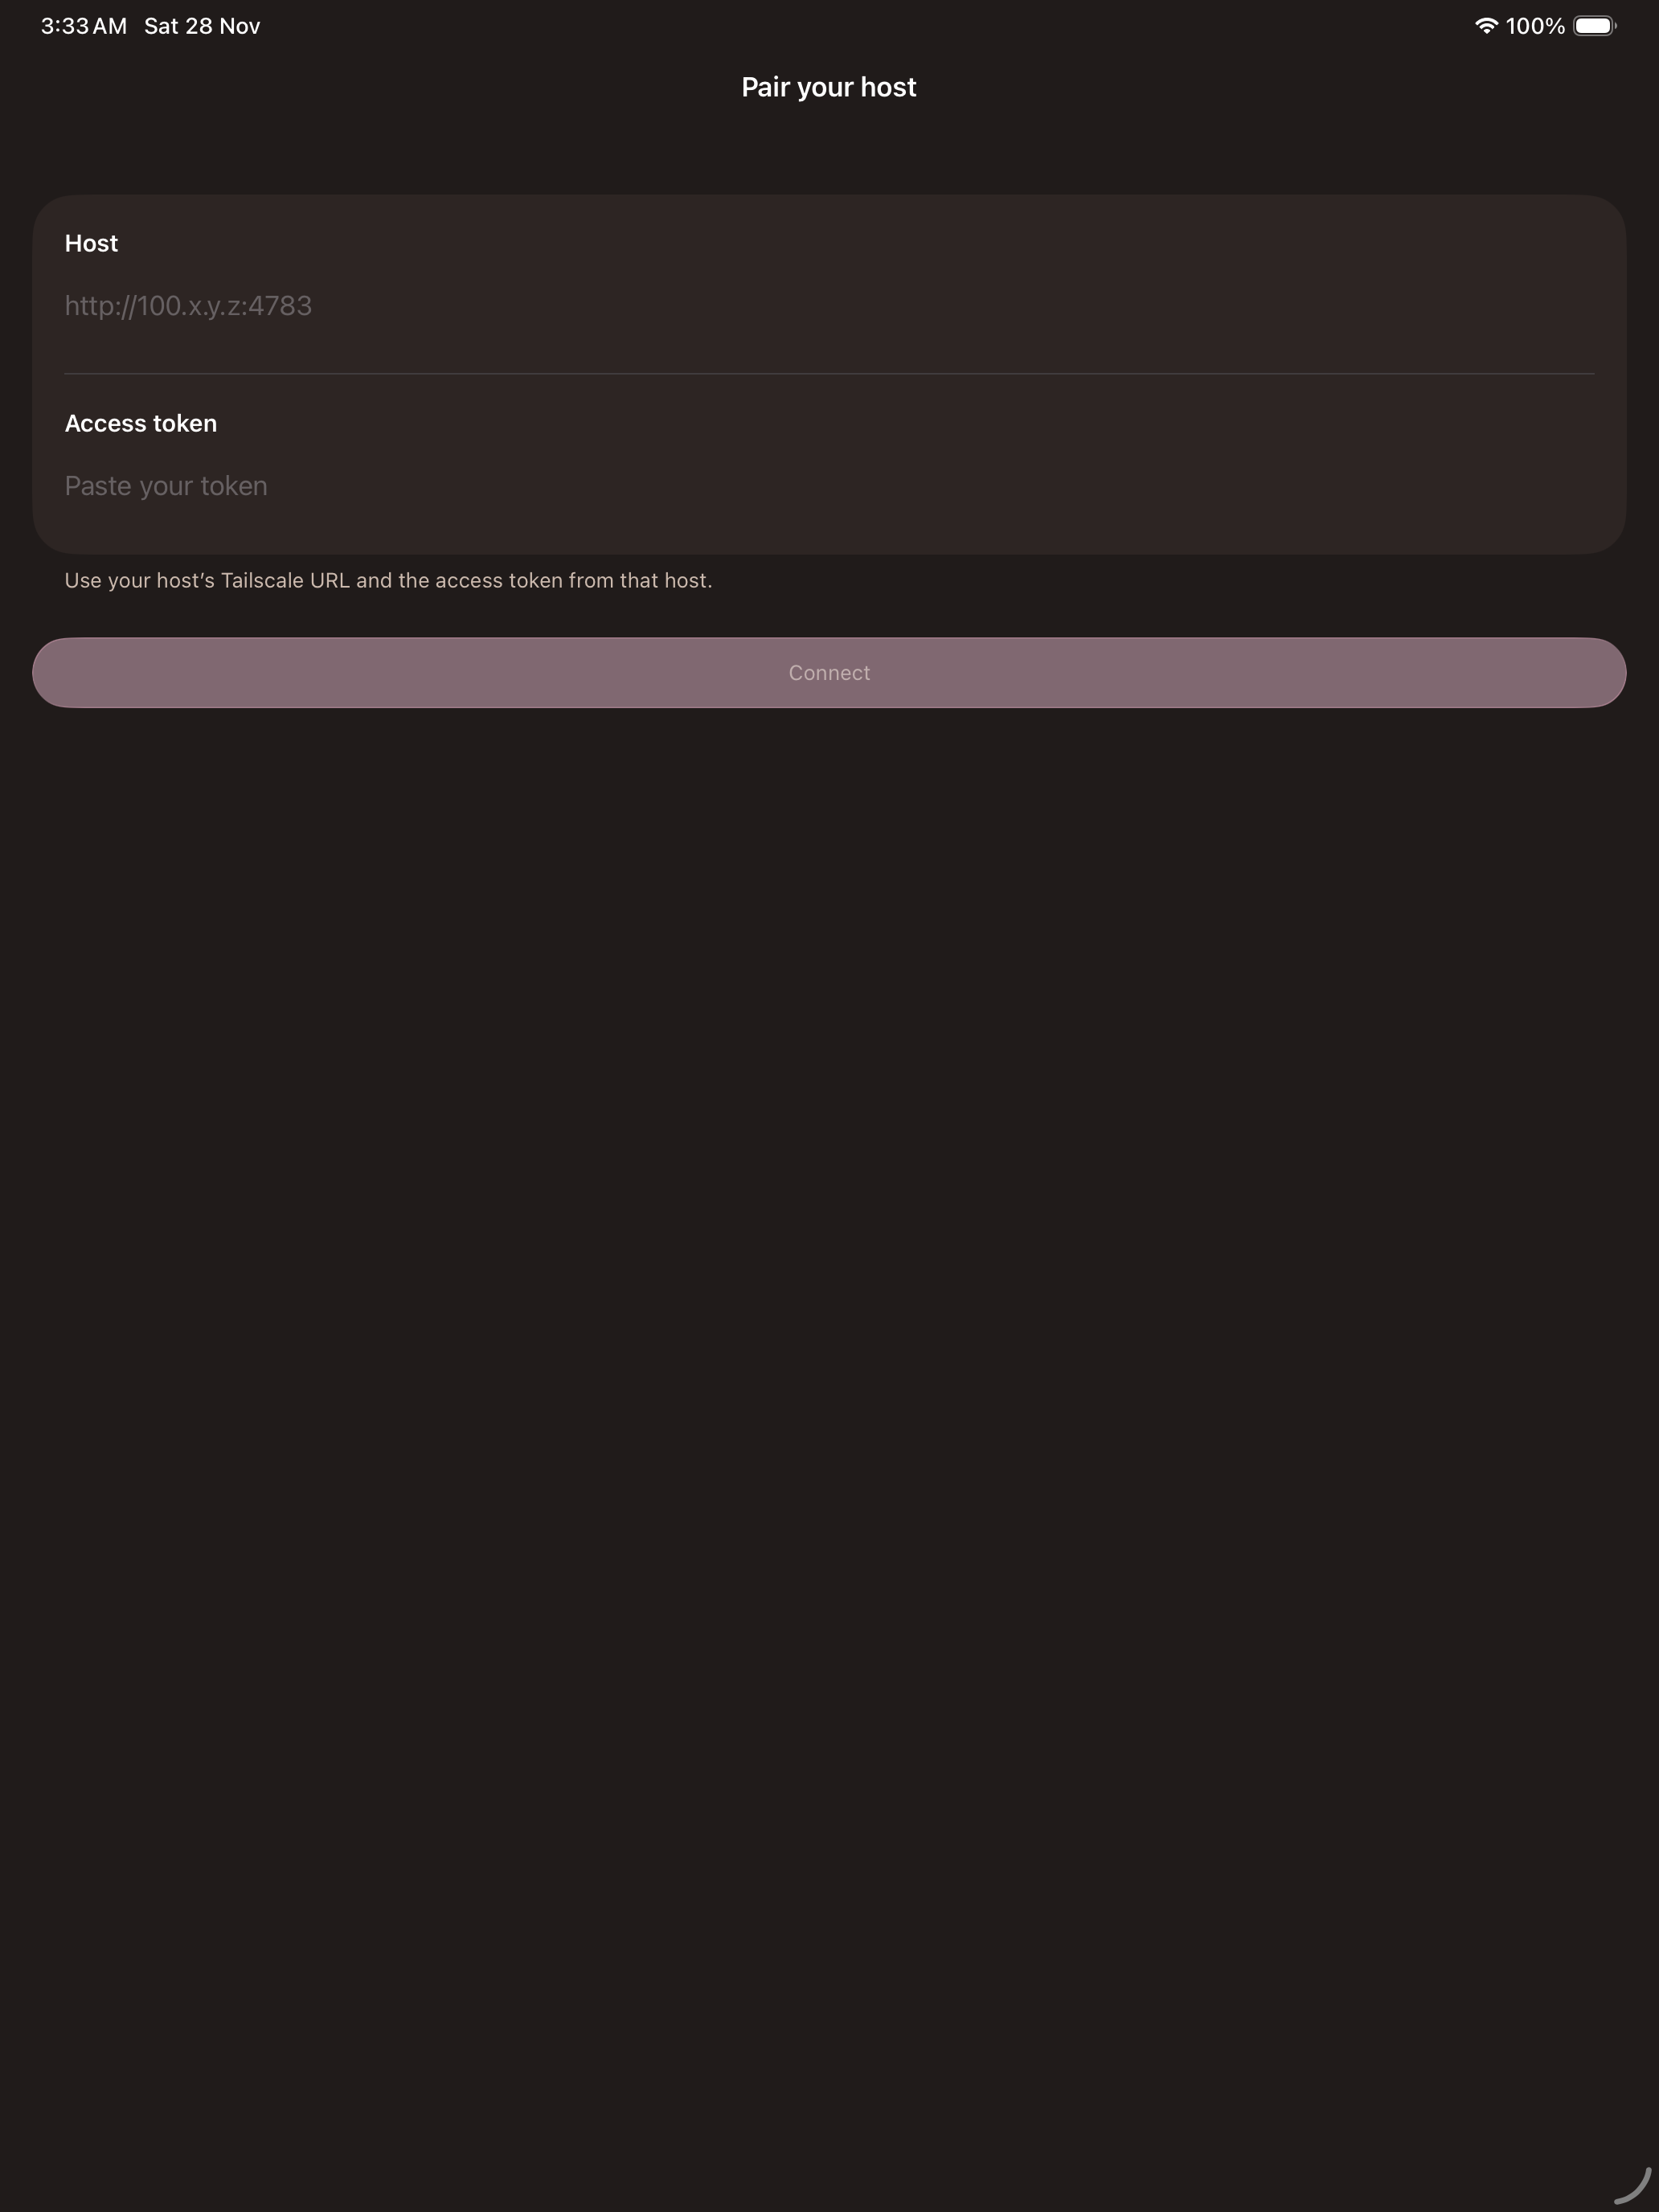 3:33 AM Sat 28 Nov 100%
Pair your host
Host
http://100.x.y.z:4783
Access token
Paste your token
Use your host’s Tailscale URL and the access token from that host.
Connect